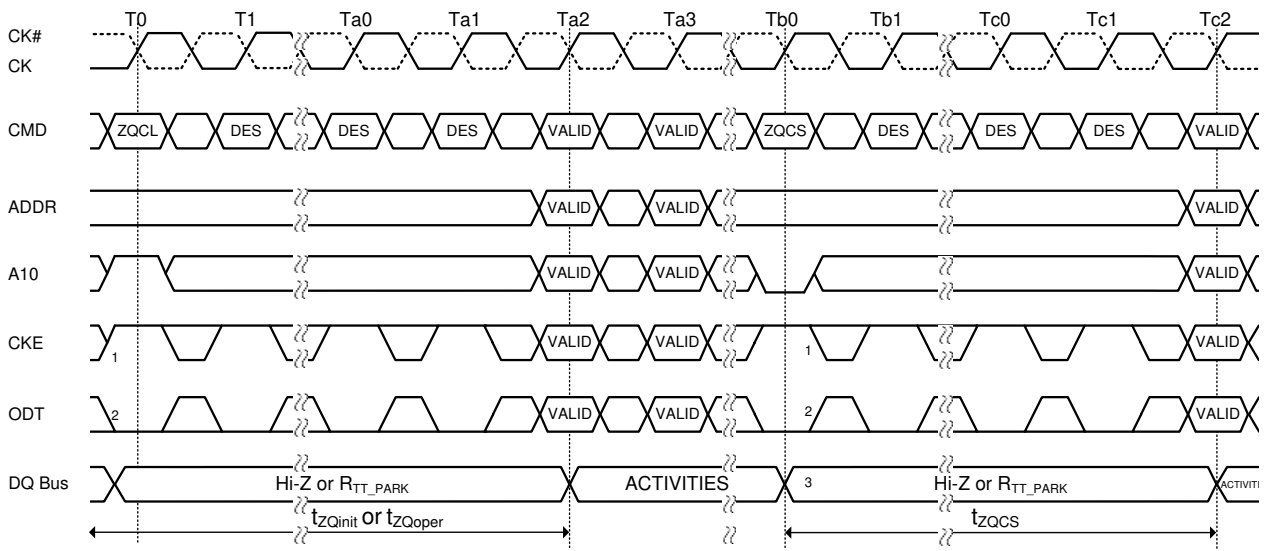 T0 T1 Ta0 Ta1 Ta2 Ta3 Tb0 Tb1 Tc0 Tc1 Tc2
CK#
CK
CMD ZQCL DES DES DES VALID VALID ZQCS DES DES DES VALID
ADDR VALID VALID VALID
A10 VALID VALID VALID
CKE 1 VALID VALID 1 VALID
ODT 2 VALID VALID 2 VALID
DQ Bus Hi-Z or RTT_PARK ACTIVITIES 3 Hi-Z or RTT_PARK
tZQinit or tZQoper tZQCS